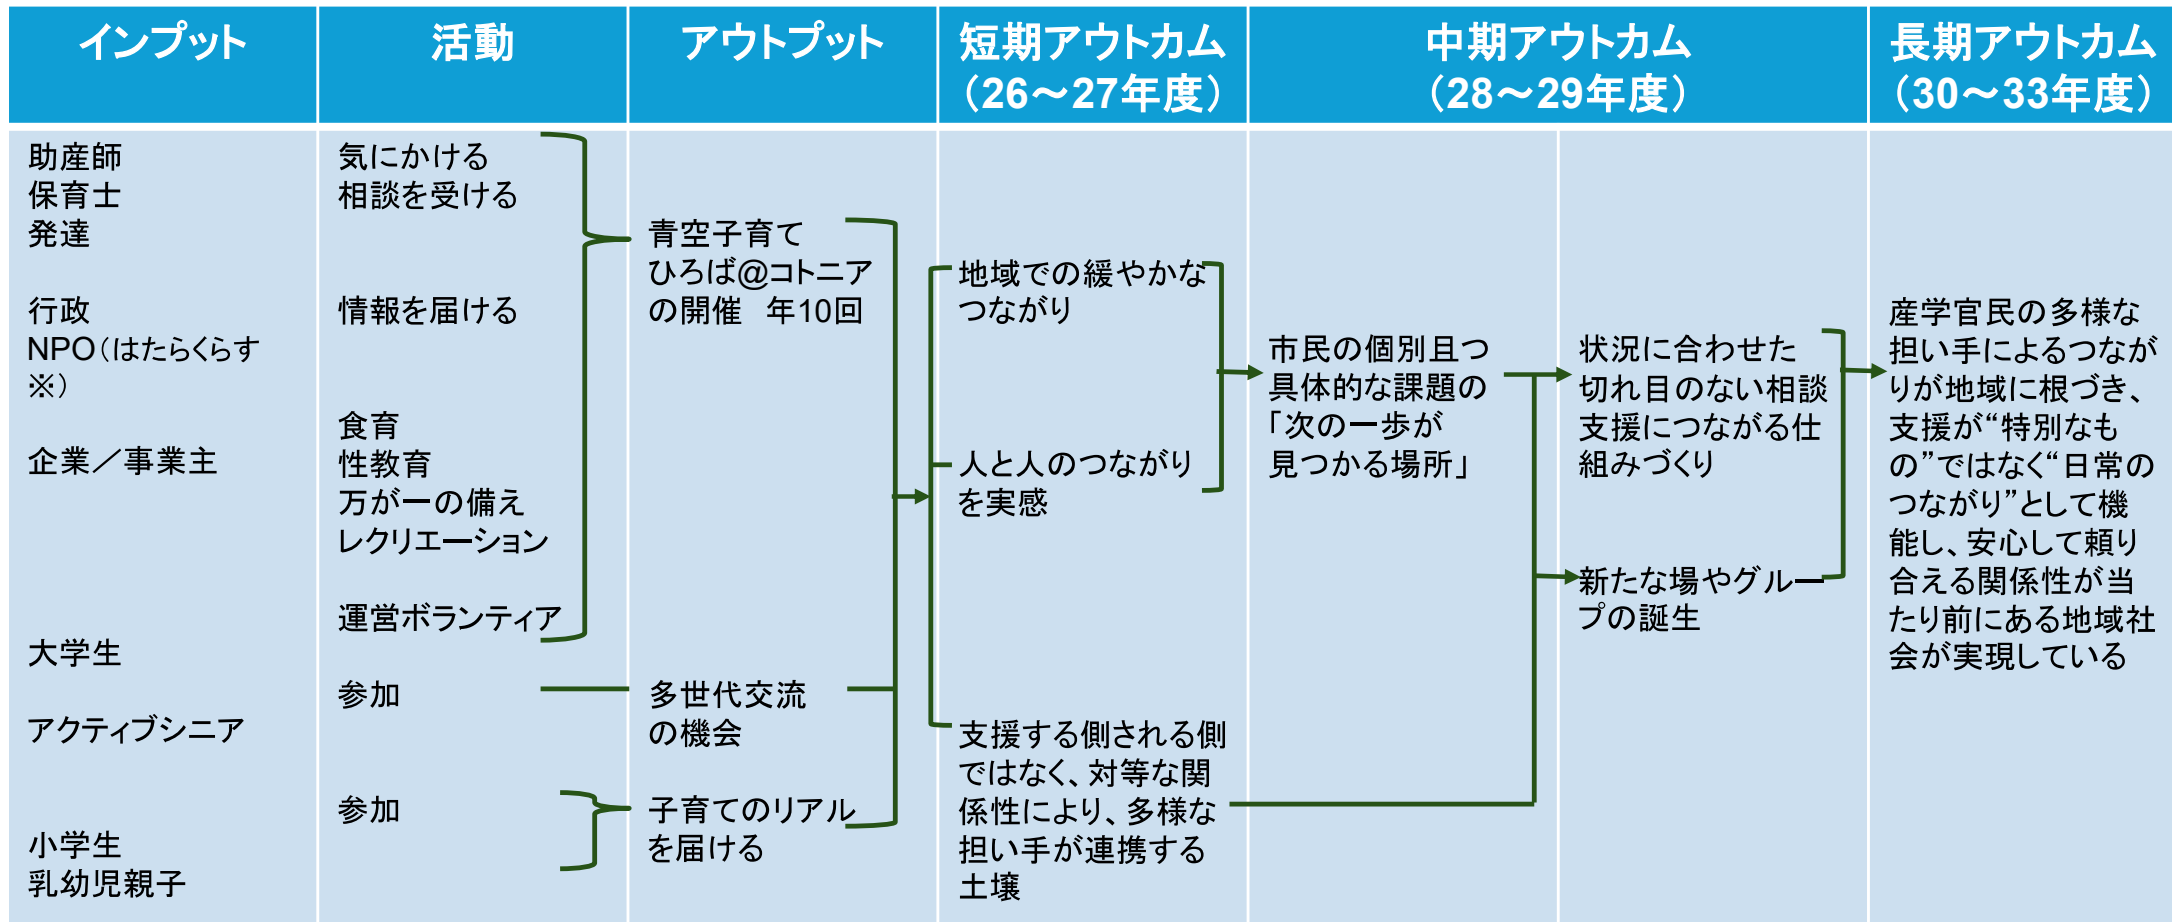 インプット
活動
アウトプット
短期アウトカム
（26～27年度）
中期アウトカム
（28～29年度）
長期アウトカム
（30～33年度）
助産師
保育士
発達
行政
NPO（はたらくらす
※）
企業／事業主
大学生
アクティブシニア
小学生
乳幼児親子
気にかける
相談を受ける
情報を届ける
食育
性教育
万が一の備え
レクリエーション
運営ボランティア
参加
参加
青空子育て
ひろば@コトニア
の開催　年10回
多世代交流
の機会
子育てのリアル
を届ける
地域での緩やかな
つながり
人と人のつながり
を実感
支援する側される側
ではなく、対等な関
係性により、多様な
担い手が連携する
土壌
市民の個別且つ
具体的な課題の
「次の一歩が
見つかる場所」
状況に合わせた
切れ目のない相談
支援につながる仕
組みづくり
新たな場やグルー
プの誕生
産学官民の多様な
担い手によるつなが
りが地域に根づき、
支援が“特別なも
の”ではなく“日常の
つながり”として機
能し、安心して頼り
合える関係性が当
たり前にある地域社
会が実現している